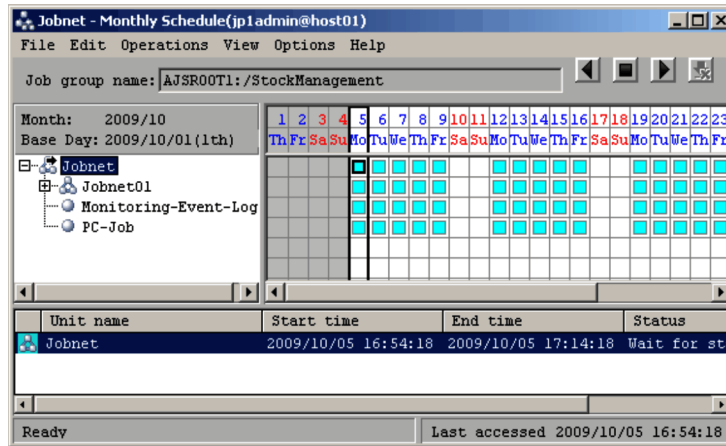 Jobnet - Monthly Schedule(jp1admin@host01)
File Edit Operations View Options Help
Job group name: AJSROOT1:/StockManagement
Month: 2009/10
Base Day: 2009/10/01(1th)
1 2 3 4 5 6 7 8 9 10 11 12 13 14 15 16 17 18 19 20 21 22 23
Th Fr Sa Su Mo Tu We Th Fr Sa Su Mo Tu We Th Fr Sa Su Mo Tu We Th Fr
Jobnet
Jobnet01
Monitoring-Event-Log
PC-Job
Unit name Start time End time Status
Jobnet 2009/10/05 16:54:18 2009/10/05 17:14:18 Wait for st
Ready Last accessed 2009/10/05 16:54:18